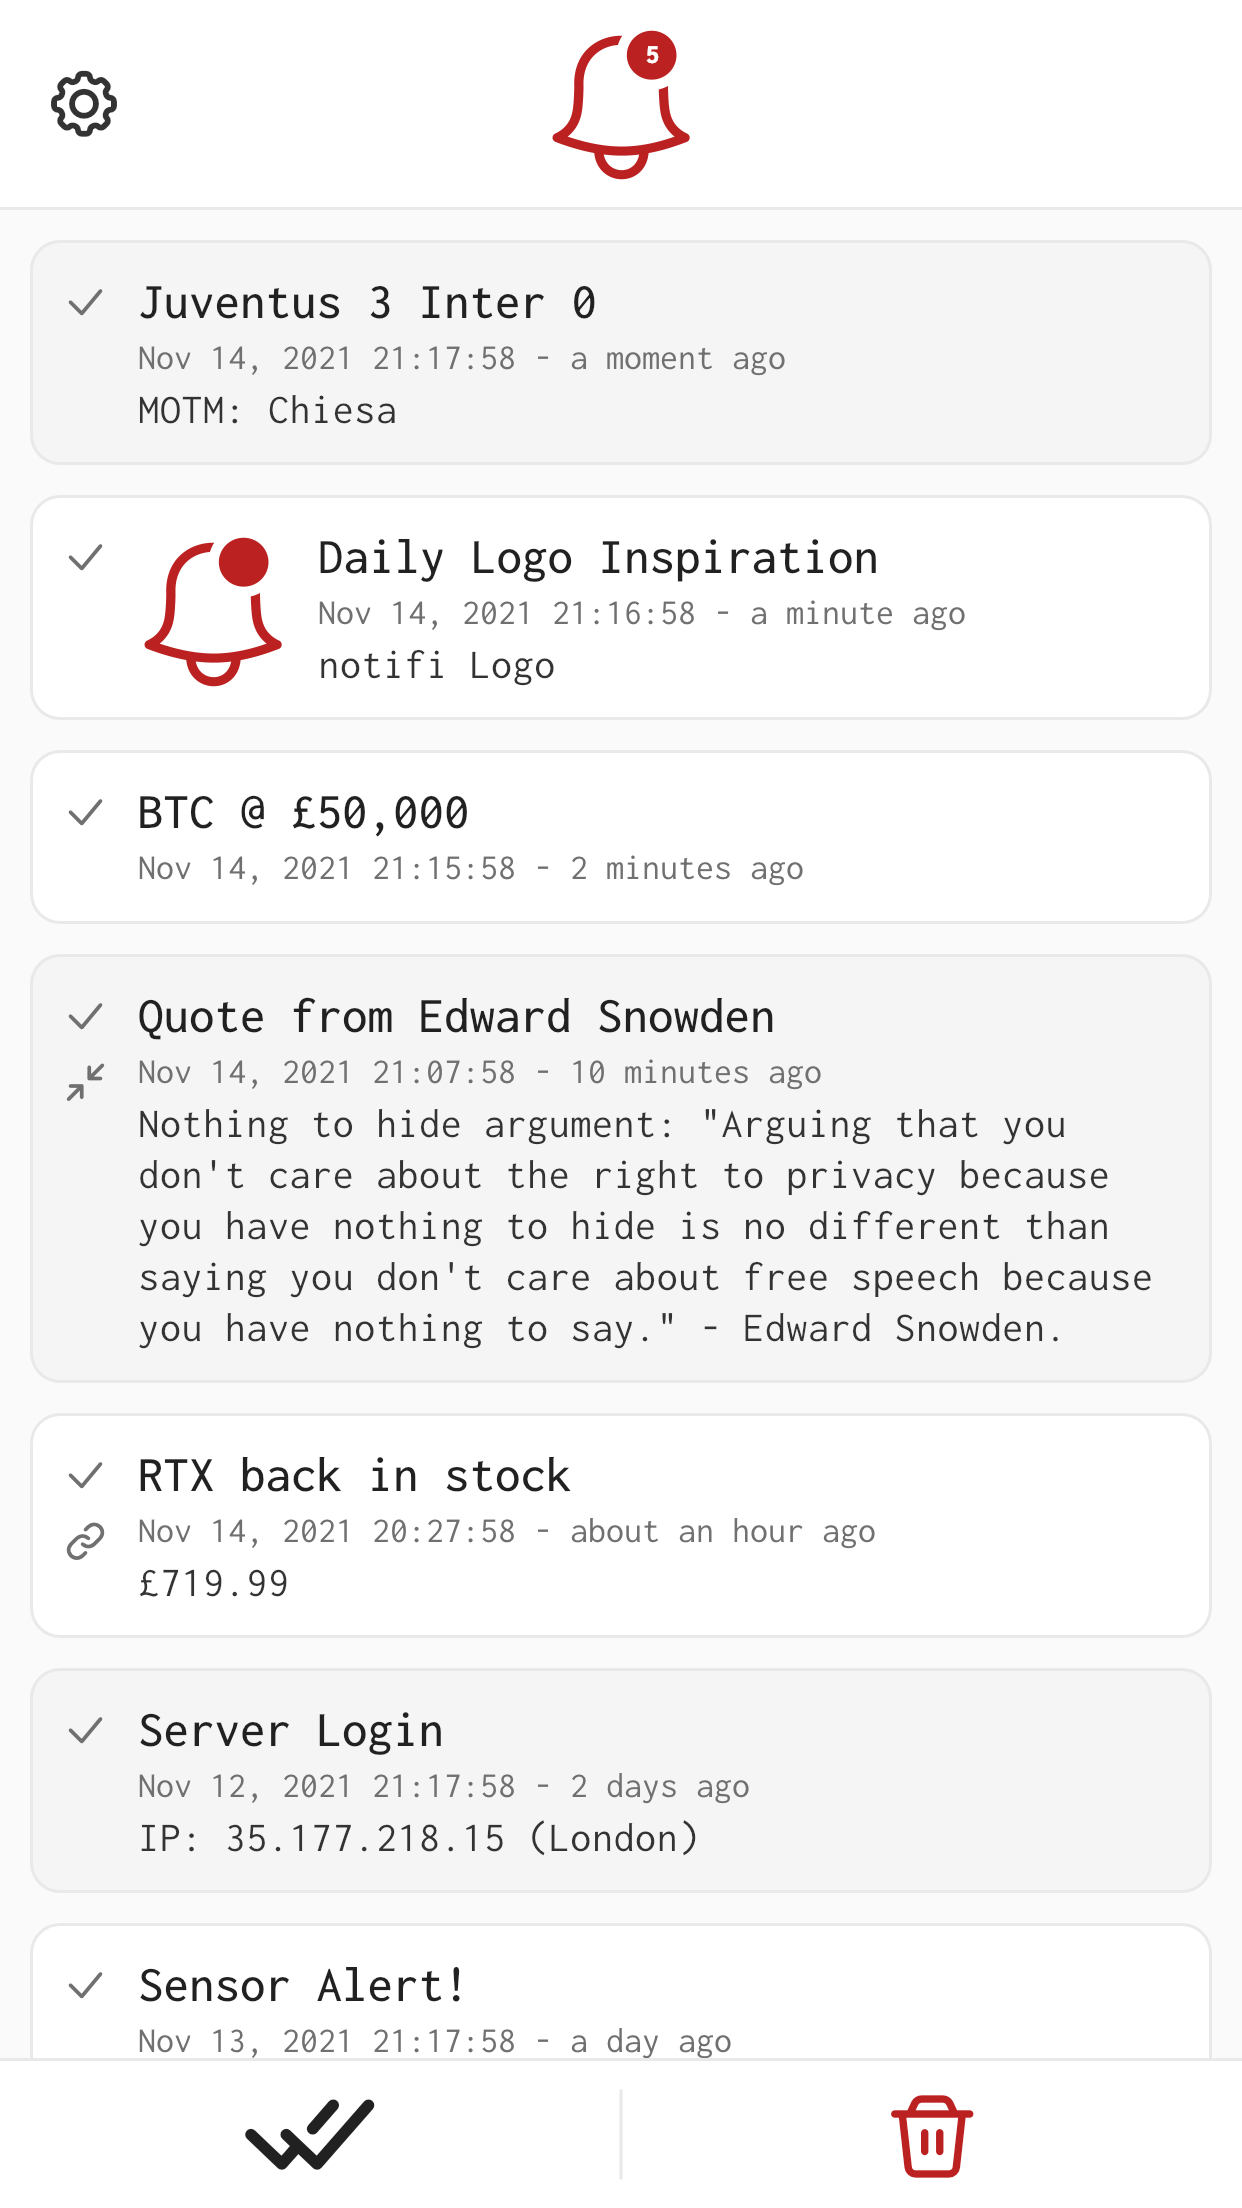 5
Juventus 3 Inter 0
Nov 14, 2021 21:17:58 - a moment ago
MOTM: Chiesa
Daily Logo Inspiration
Nov 14, 2021 21:16:58 - a minute ago
notifi Logo
BTC @ £50,000
Nov 14, 2021 21:15:58 - 2 minutes ago
Quote from Edward Snowden
Nov 14, 2021 21:07:58 - 10 minutes ago
Nothing to hide argument: "Arguing that you
don't care about the right to privacy because
you have nothing to hide is no different than
saying you don't care about free speech because
you have nothing to say." - Edward Snowden.
RTX back in stock
Nov 14, 2021 20:27:58 - about an hour ago
£719.99
Server Login
Nov 12, 2021 21:17:58 - 2 days ago
IP: 35.177.218.15 (London)
Sensor Alert!
Nov 13, 2021 21:17:58 - a day ago